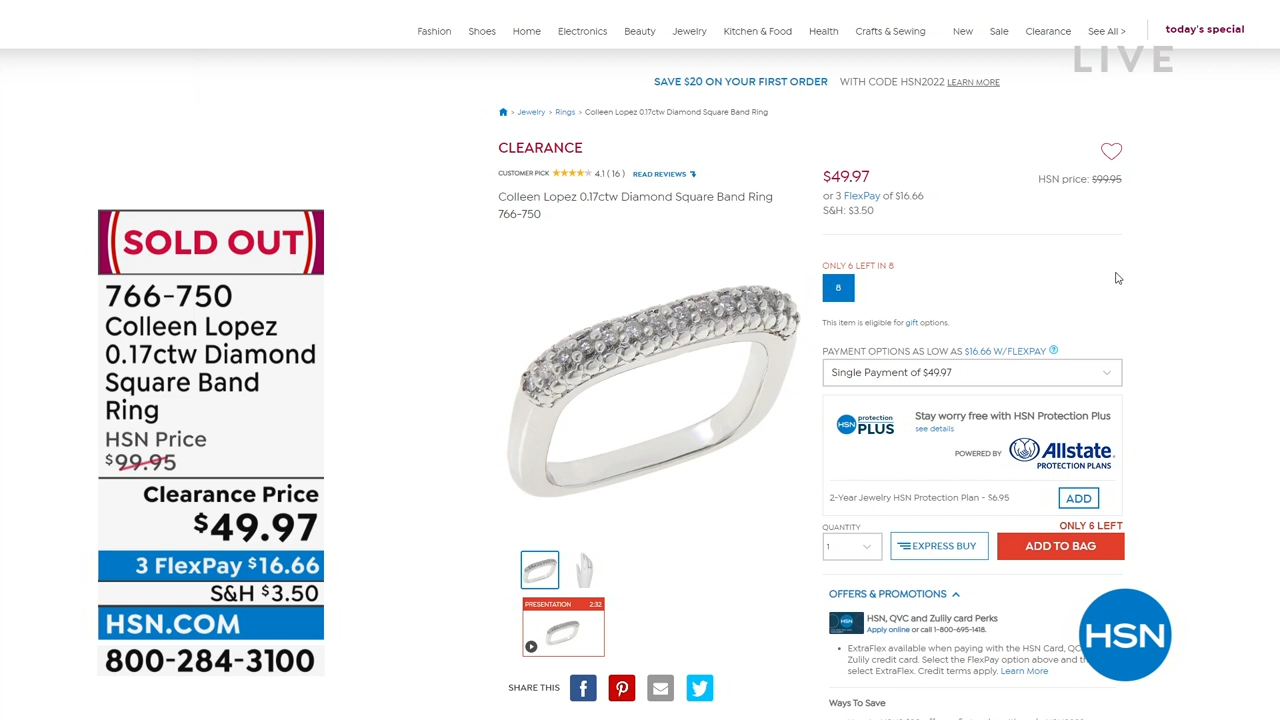 Fashion Shoes Home Electronics Beauty Jewelry Kitchen & Food Health Crafts & Sewing New Sale Clearance See All > today's special
LIVE
SAVE $20 ON YOUR FIRST ORDER WITH CODE HSN2022 LEARN MORE
> Jewelry > Rings > Colleen Lopez 0.17ctw Diamond Square Band Ring
CLEARANCE
CUSTOMER PICK 4.1 ( 16 ) READ REVIEWS
Colleen Lopez 0.17ctw Diamond Square Band Ring
766-750
$49.97
HSN price: $99.95
or 3 FlexPay of $16.66
S&H: $3.50
ONLY 6 LEFT IN 8
8
This item is eligible for gift options.
PAYMENT OPTIONS AS LOW AS $16.66 W/FLEXPAY ?
Single Payment of $49.97
HSN protection PLUS
Stay worry free with HSN Protection Plus
see details
POWERED BY Allstate.
PROTECTION PLANS
2-Year Jewelry HSN Protection Plan - $6.95 ADD
QUANTITY
ONLY 6 LEFT
1
EXPRESS BUY
ADD TO BAG
OFFERS & PROMOTIONS
HSN
HSN, QVC and Zulily card Perks
Apply online or call 1-800-695-1418.
• ExtraFlex available when paying with the HSN Card, QC
Zulily credit card. Select the FlexPay option above and th
select ExtraFlex. Credit terms apply. Learn More
Ways To Save
PRESENTATION 2:32
SHARE THIS
SOLD OUT
766-750
Colleen Lopez
0.17ctw Diamond
Square Band
Ring
HSN Price
$99.95
Clearance Price
$49.97
3 FlexPay $16.66
S&H $3.50
HSN.COM
800-284-3100
HSN